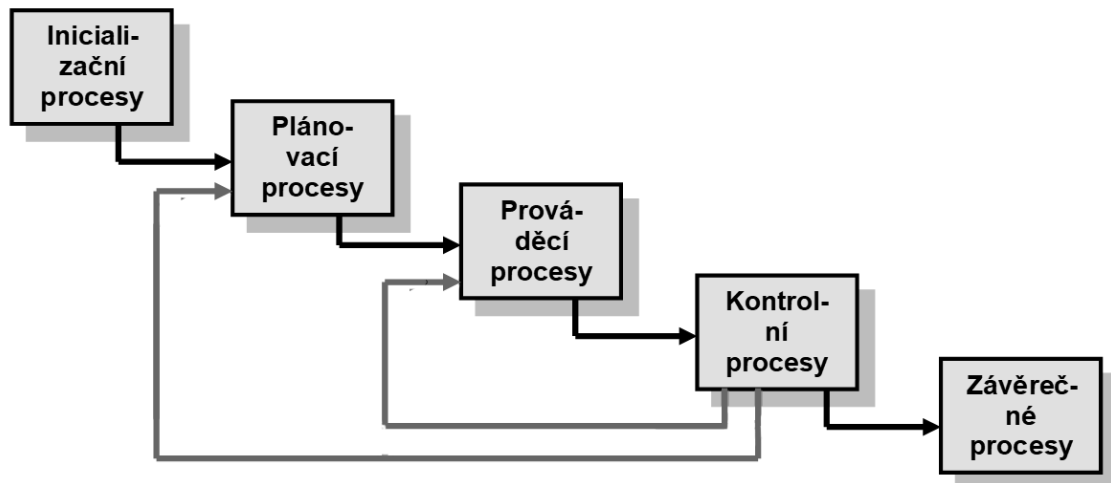 Iniciali-
zační
procesy
Pláno-
vací
procesy
Prová-
děcí
procesy
Kontrol-
ní
procesy
Závěreč-
né
procesy